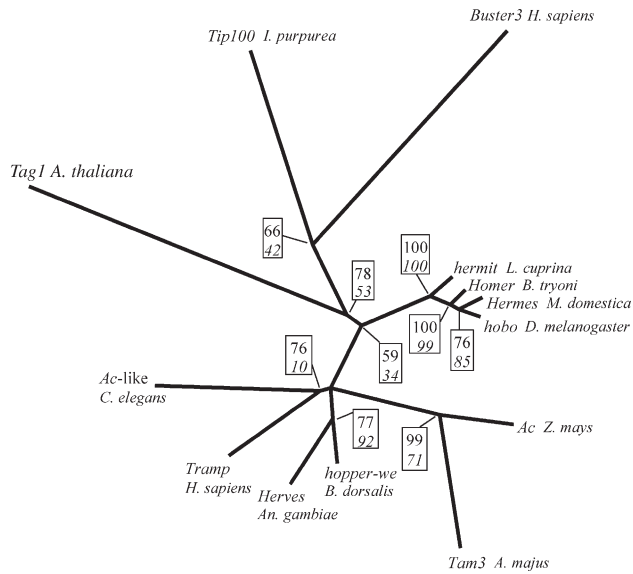 Buster3 H. sapiens
Tip100 I. purpurea
Tag1 A. thaliana
66
42
100
100
hermit L. cuprina
Homer B. tryoni
Hermes M. domestica
hobo D. melanogaster
78
53
100
99
76
85
59
34
76
10
Ac-like
C. elegans
77
92
99
71
Ac Z. mays
Tramp
H. sapiens
Herves
An. gambiae
hopper-we
B. dorsalis
Tam3 A. majus